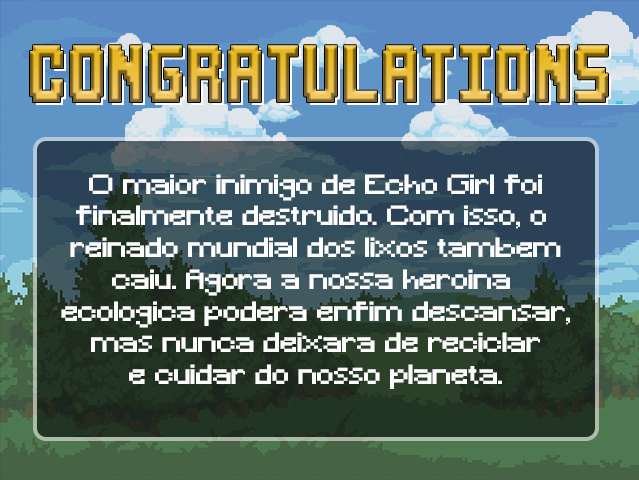 CONGRATULATIONS
O maior inimigo de Ecko Girl foi
finalmente destruido. Com isso, o
reinado mundial dos lixos tambem
caiu. Agora a nossa heroina
ecologica podera enfim descansar,
mas nunca deixara de reciclar
e cuidar do nosso planeta.